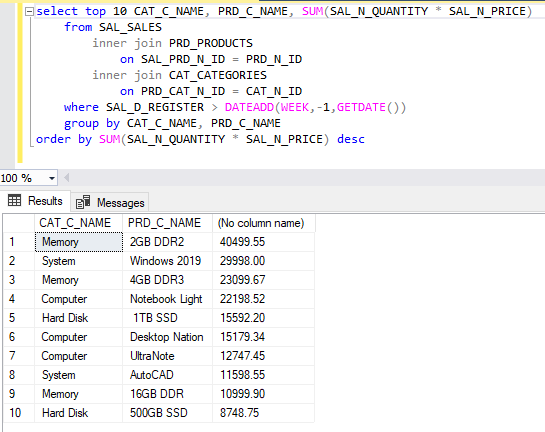 select top 10 CAT_C_NAME, PRD_C_NAME, SUM(SAL_N_QUANTITY * SAL_N_PRICE)
from SAL_SALES
inner join PRD_PRODUCTS
on SAL_PRD_N_ID = PRD_N_ID
inner join CAT_CATEGORIES
on PRD_CAT_N_ID = CAT_N_ID
where SAL_D_REGISTER > DATEADD(WEEK,-1,GETDATE())
group by CAT_C_NAME, PRD_C_NAME
order by SUM(SAL_N_QUANTITY * SAL_N_PRICE) desc
100 %
Results Messages
CAT_C_NAME PRD_C_NAME (No column name)
1 Memory 2GB DDR2 40499.55
2 System Windows 2019 29998.00
3 Memory 4GB DDR3 23099.67
4 Computer Notebook Light 22198.52
5 Hard Disk 1TB SSD 15592.20
6 Computer Desktop Nation 15179.34
7 Computer UltraNote 12747.45
8 System AutoCAD 11598.55
9 Memory 16GB DDR 10999.90
10 Hard Disk 500GB SSD 8748.75